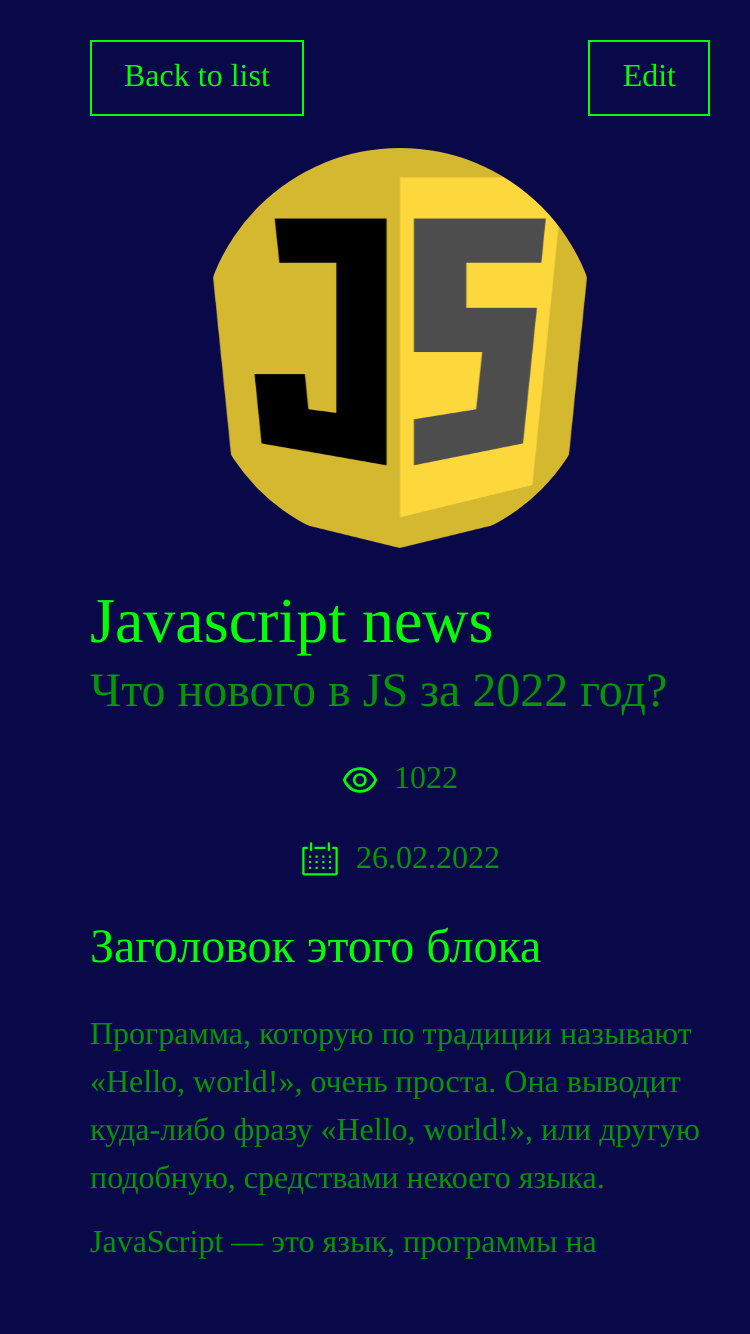 Back to list
Edit
JS
Javascript news
Что нового в JS за 2022 год?
1022
26.02.2022
Заголовок этого блока
Программа, которую по традиции называют
«Hello, world!», очень проста. Она выводит
куда-либо фразу «Hello, world!», или другую
подобную, средствами некоего языка.
JavaScript — это язык, программы на